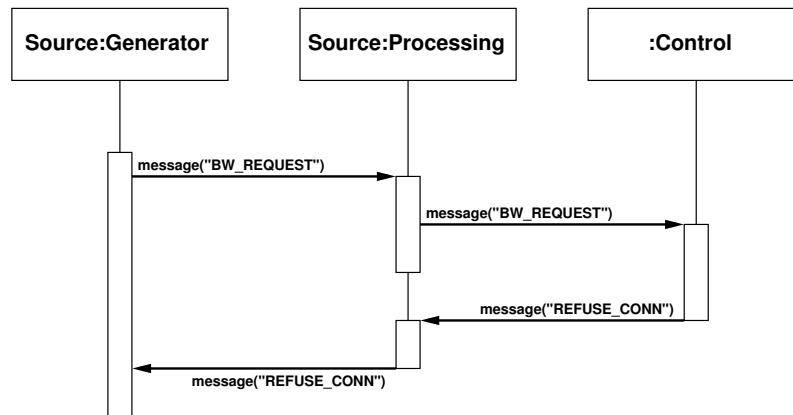 Source:Generator
Source:Processing
:Control
message("BW_REQUEST")
message("BW_REQUEST")
message("REFUSE_CONN")
message("REFUSE_CONN")